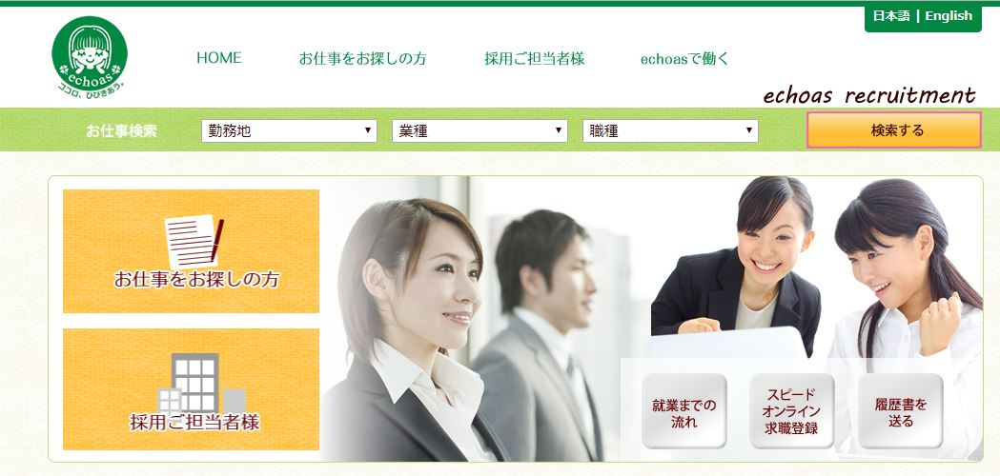 日本語 | English
echoas
ココロ、ひびきあう。
HOME
お仕事をお探しの方
採用ご担当者様
echoasで働く
echoas recruitment
お仕事検索
勤務地
業種
職種
検索する
お仕事をお探しの方
採用ご担当者様
就業までの
流れ
スピード
オンライン
求職登録
履歴書を
送る